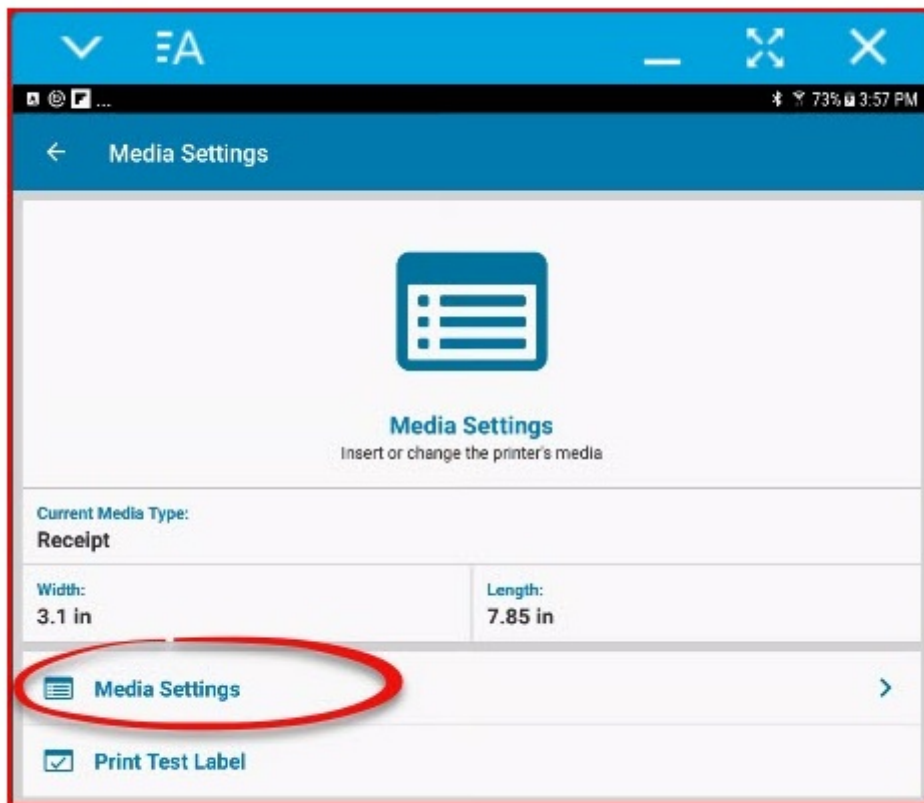 A
... 73% 3:57 PM
Media Settings
Media Settings
Insert or change the printer's media
Current Media Type:
Receipt
Width: Length:
3.1 in 7.85 in
Media Settings
Print Test Label